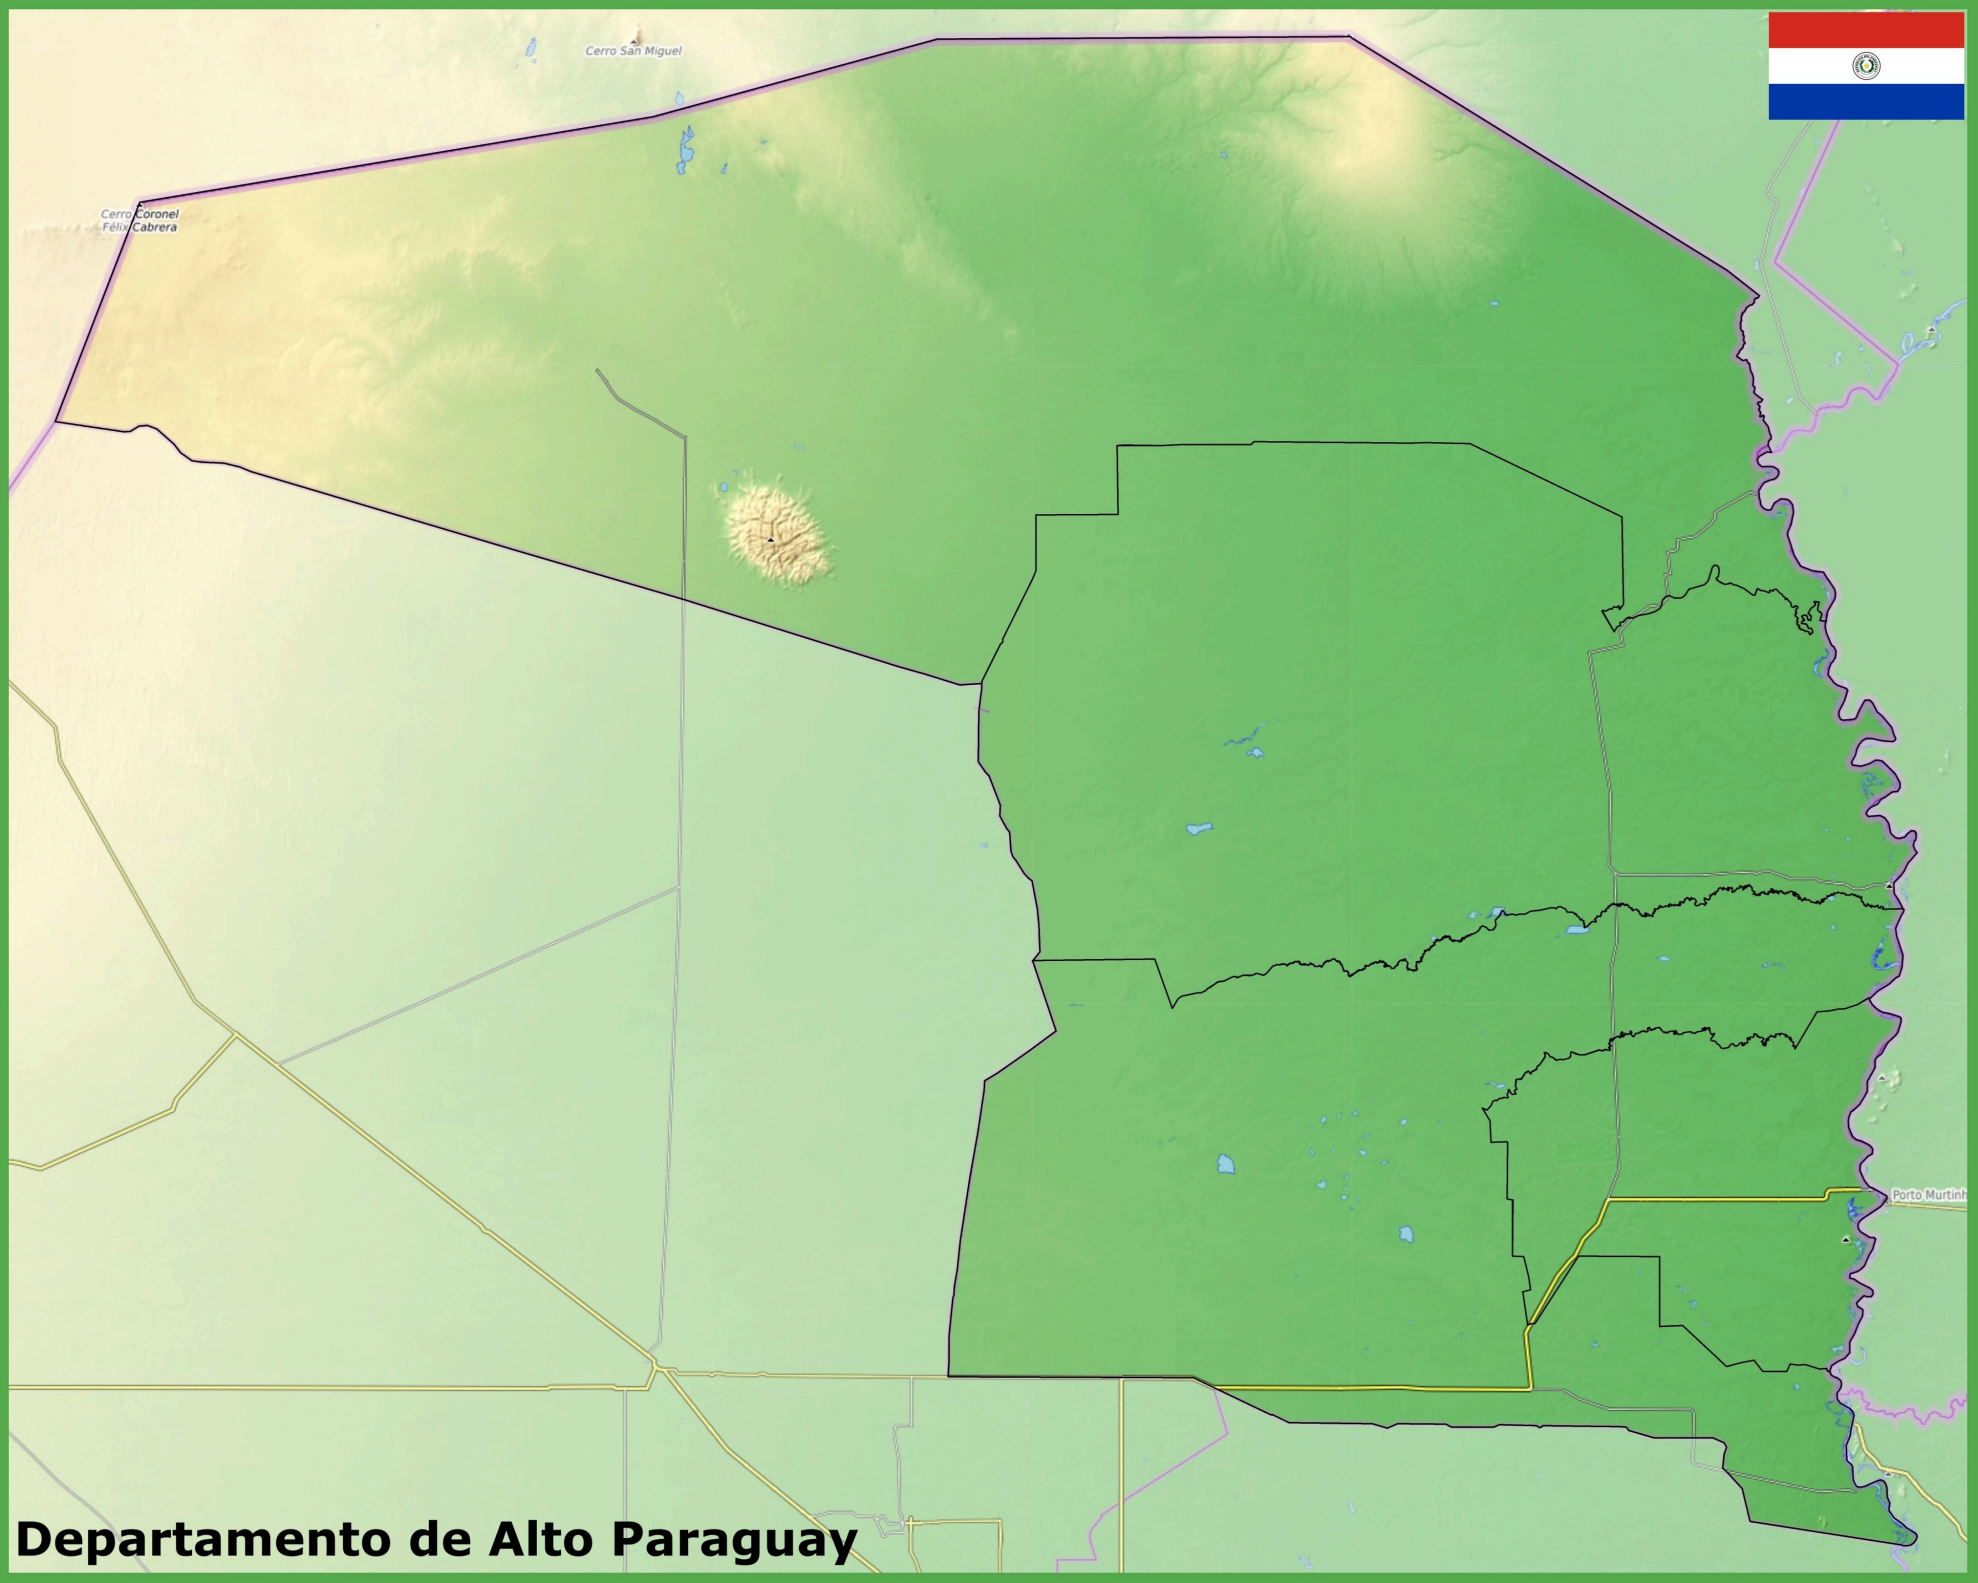 Cerro San Miguel
Cerro Coronel
Félix Cabrera
Porto Murtinh
Departamento de Alto Paraguay